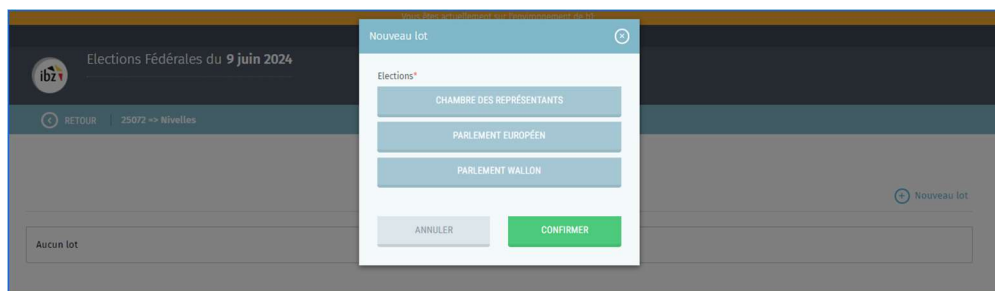 Vous êtes actuellement sur l'environnement de
Nouveau lot
ibz
Elections Fédérales du 9 juin 2024
Elections*
CHAMBRE DES REPRÉSENTANTS
RETOUR 25072 => Nivelles
PARLEMENT EUROPÉEN
PARLEMENT WALLON
Nouveau lot
ANNULER CONFIRMER
Aucun lot